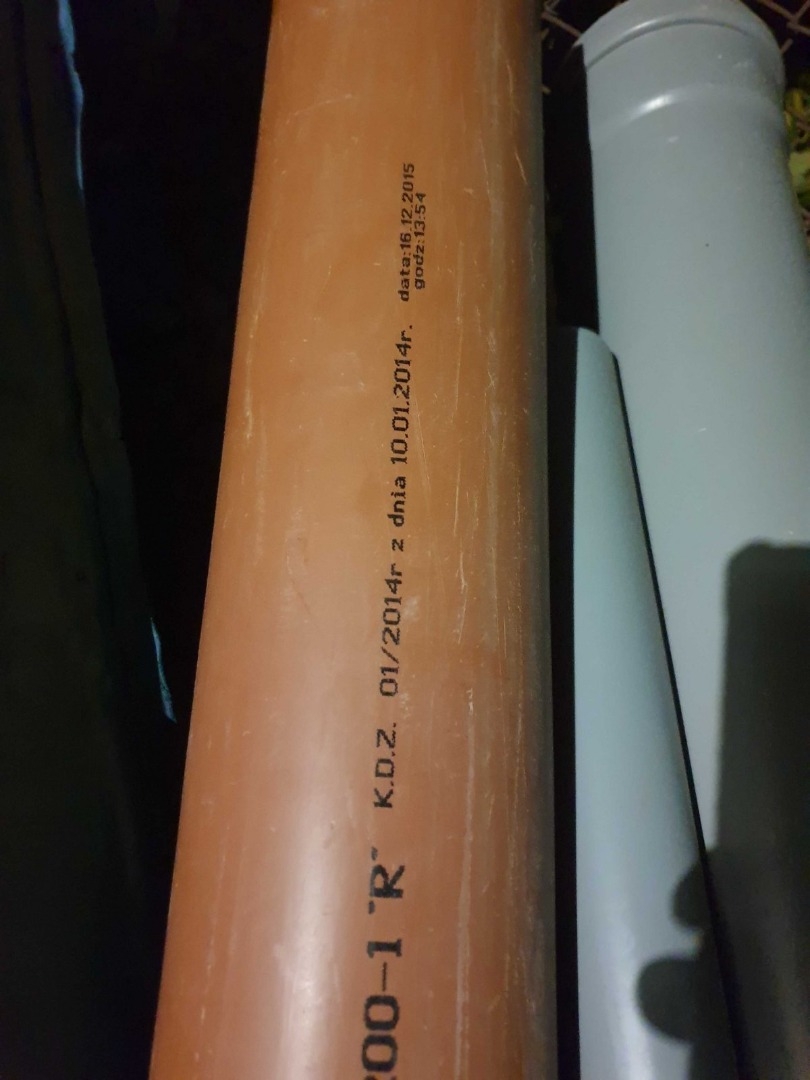 00-1 "R" K.D.Z. 01/2014r z dnia 10.01.2014r.
data:16.12.2015
godz:13:54